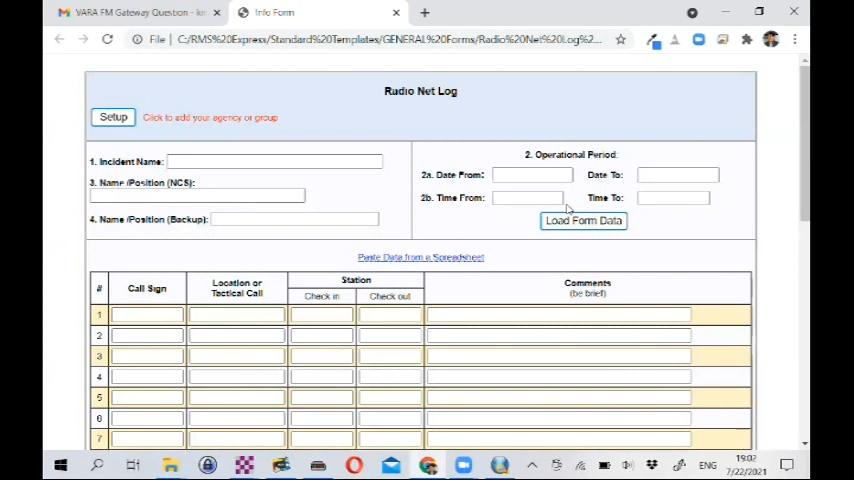 VARA FM Gateway Question - km
Info Form
File
C:/RMS%20Express/Standard%20Templates/GENERAL%20Forms/Radio%20Net%20Log%2...
Radio Net Log
Setup
Click to add your agency or group
1. Incident Name:
2. Operational Period:
2a. Date From:
Date To:
3. Name /Position (NCS):
2b. Time From:
Time To:
4. Name /Position (Backup):
Load Form Data
Paste Data from a Spreadsheet
#
Call Sign
Location or
Tactical Call
Station
Check in
Check out
Comments
(be brief)
1
2
3
4
5
6
7
ENG
19:02
7/22/2021